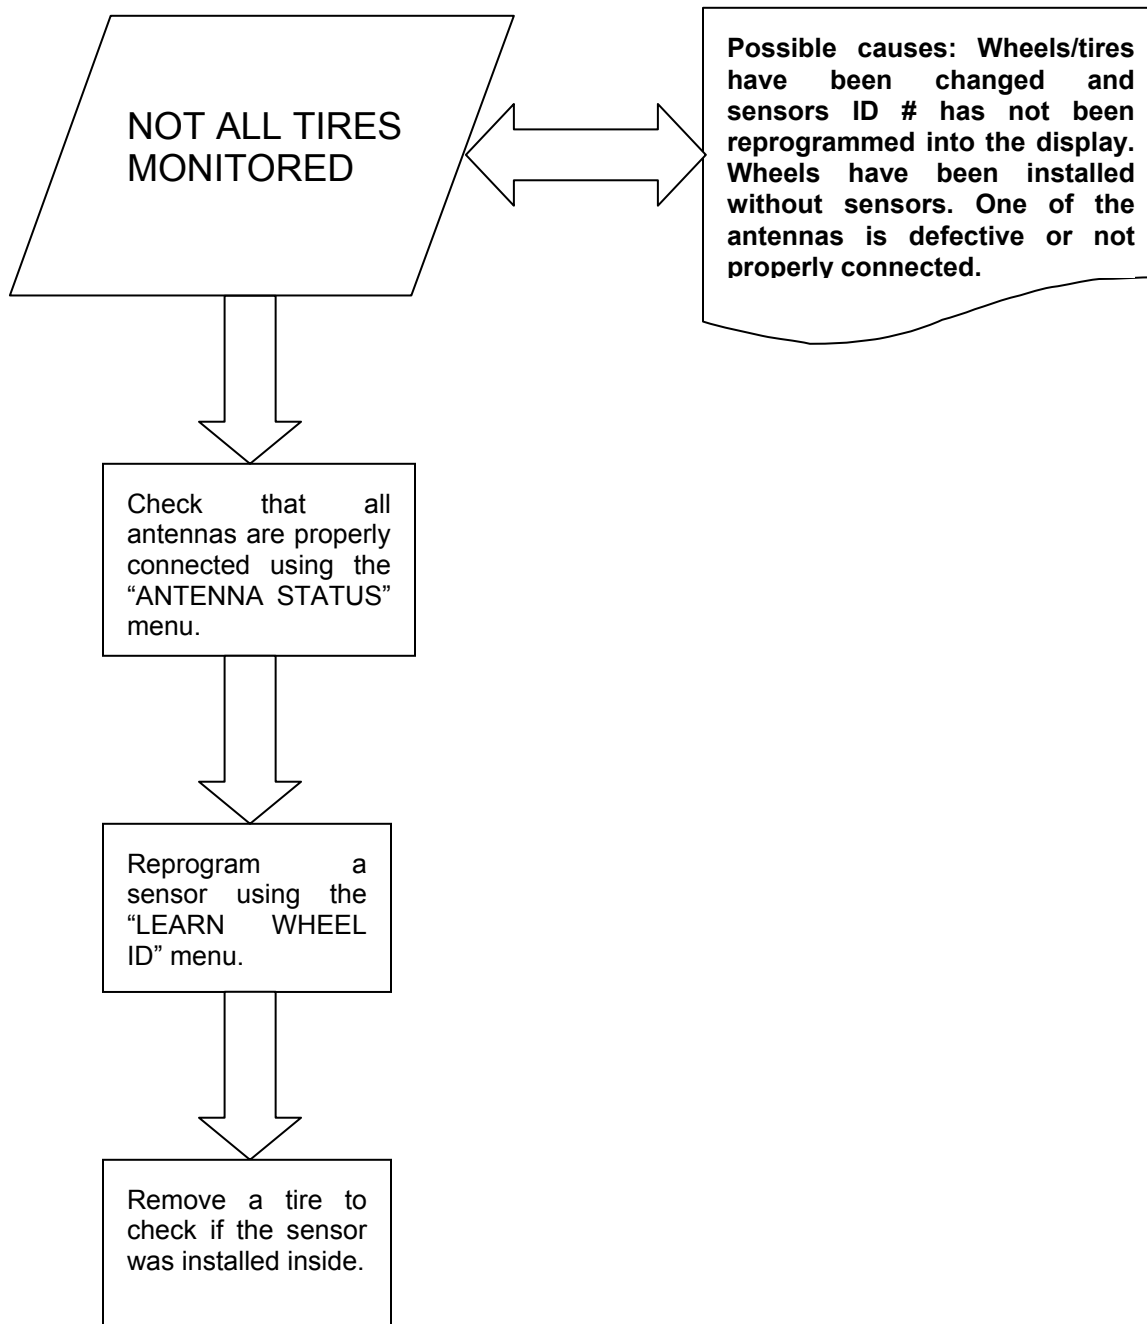 NOT ALL TIRES
MONITORED
Possible causes: Wheels/tires
have been changed and
sensors ID # has not been
reprogrammed into the display.
Wheels have been installed
without sensors. One of the
antennas is defective or not
properly connected.
Check that all
antennas are properly
connected using the
“ANTENNA STATUS”
menu.
Reprogram a
sensor using the
“LEARN WHEEL
ID” menu.
Remove a tire to
check if the sensor
was installed inside.